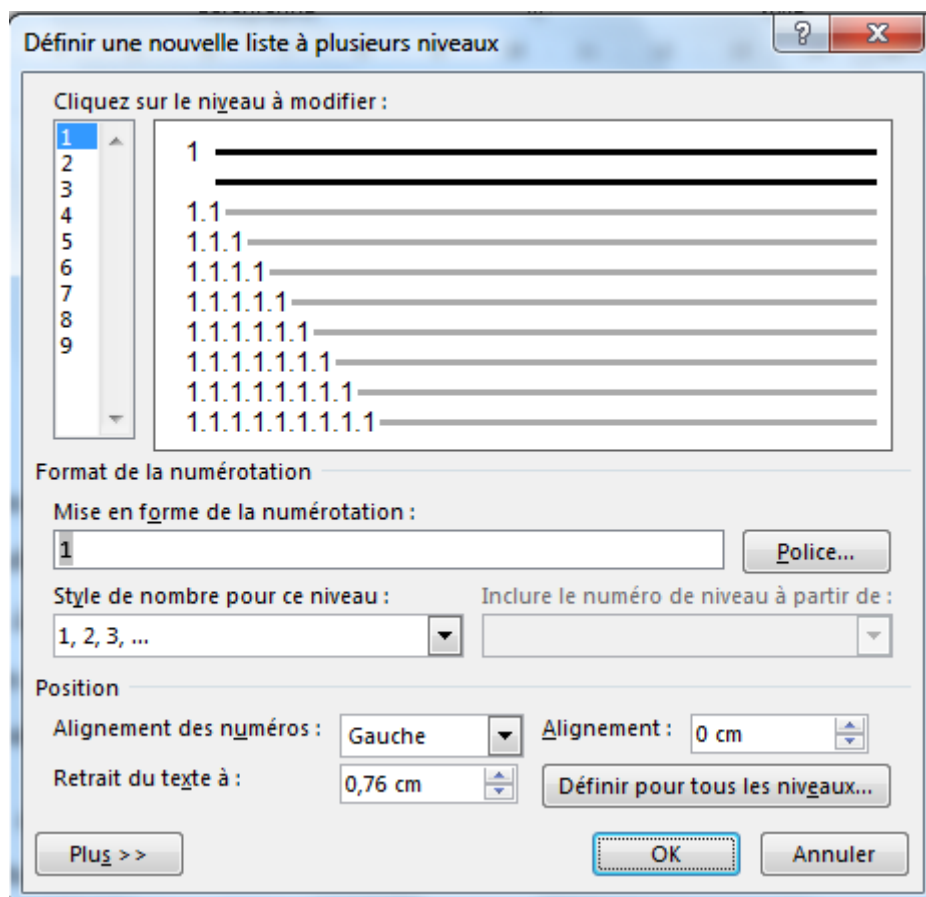 Définir une nouvelle liste à plusieurs niveaux
Cliquez sur le niveau à modifier :
1
2
3
4
5
6
7
8
9
1
1.1
1.1.1
1.1.1.1
1.1.1.1.1
1.1.1.1.1.1
1.1.1.1.1.1.1
1.1.1.1.1.1.1.1
1.1.1.1.1.1.1.1.1
Format de la numérotation
Mise en forme de la numérotation :
1
Police...
Style de nombre pour ce niveau :
Inclure le numéro de niveau à partir de :
1, 2, 3, ...
Position
Alignement des numéros :
Gauche
Alignement :
0 cm
Retrait du texte à :
0,76 cm
Définir pour tous les niveaux...
Plus >>
OK
Annuler